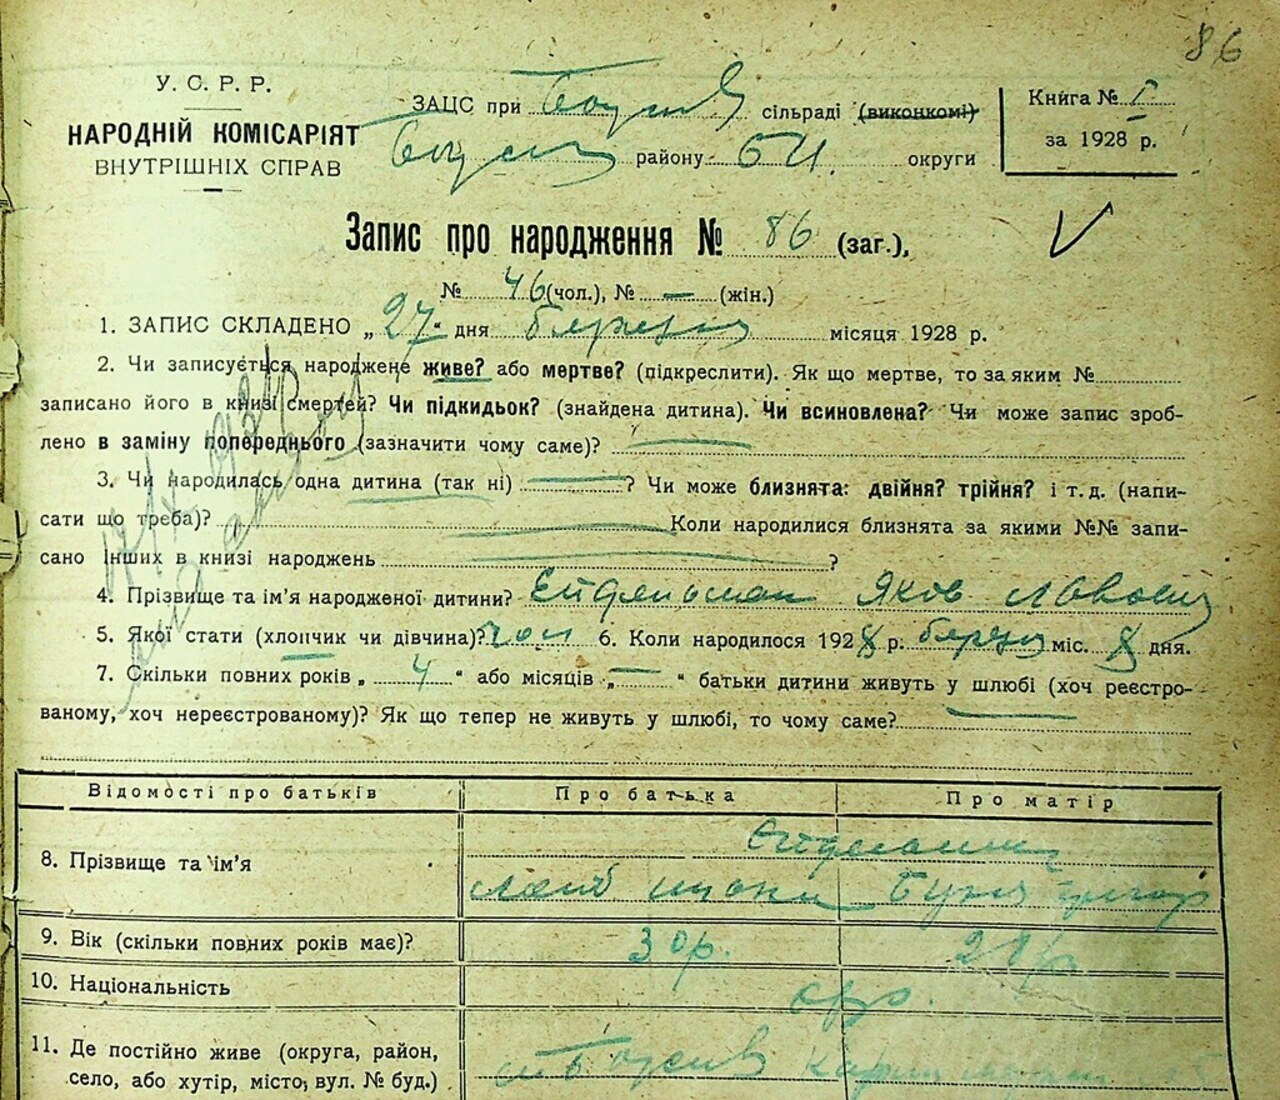 86
У. С. Р. Р.
НАРОДНІЙ КОМІСАРІЯТ
ВНУТРІШНІХ СПРАВ
ЗАЦС при сільраді (виконкомі)
району Б Ц. округи
Книга № I
за 1928 р.
Запис про народження № 86 (заг.),
№ 46 (чол.), № — (жін.)
1. ЗАПИС СКЛАДЕНО „ 27 “ дня березня місяця 1928 р.
2. Чи записується народжене живе? або мертве? (підкреслити). Як що мертве, то за яким №
записано його в книзі смертей? Чи підкидьок? (знайдена дитина). Чи всиновлена? Чи може запис зроб-
лено в заміну попереднього (зазначити чому саме)?
3. Чи народилась одна дитина (так ні) ? Чи може близнята: двійня? трійня? і т. д. (напи-
сати що треба)? Коли народилися близнята за якими №№ запи-
сано інших в книзі народжень ?
4. Прізвище та ім’я народженої дитини? Ейдельман Яков
5. Якої стати (хлопчик чи дівчина)? чол 6. Коли народилося 1928 р. березня міс. 8 дня.
7. Скільки повних років „ 4 “ або місяців „ — “ батьки дитини живуть у шлюбі (хоч реєстро-
ваному, хоч нереєстрованому)? Як що тепер не живуть у шлюбі, то чому саме?
Відомості про батьків Про батька Про матір
8. Прізвище та ім’я
9. Вік (скільки повних років має)? 30 р.
10. Національність
11. Де постійно живе (округа, район,
село, або хутір, місто, вул. № буд.)